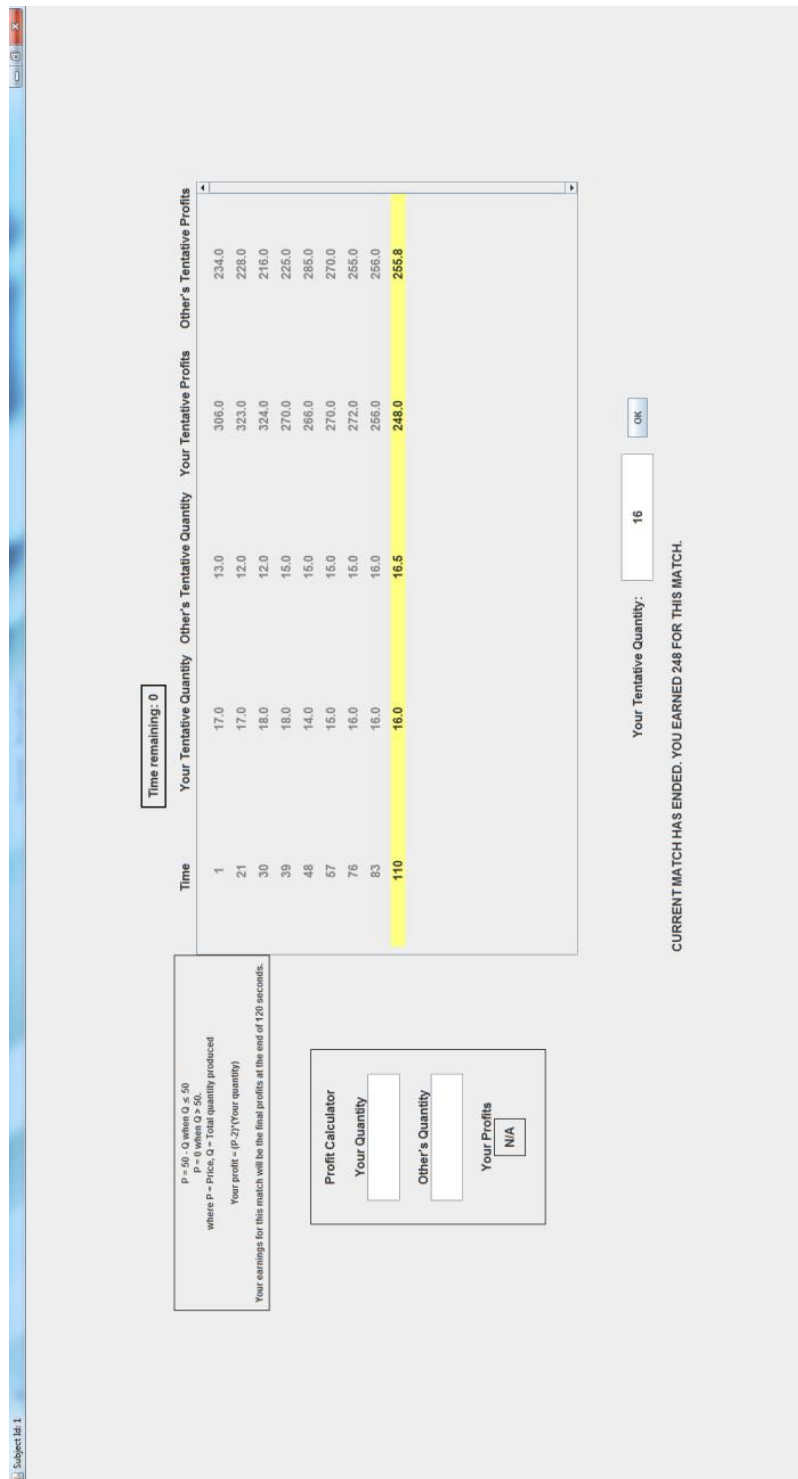 Subject Id: 1
P = 50 - Q when Q ≤ 50
P = 0 when Q > 50.
where P = Price, Q = Total quantity produced
Your profit = (P-2)*(Your quantity)
Your earnings for this match will be the final profits at the end of 120 seconds.
Profit Calculator
Your Quantity
Other's Quantity
Your Profits
N/A
Time remaining: 0
Time Your Tentative Quantity Other's Tentative Quantity Your Tentative Profits Other's Tentative Profits
1 17.0 13.0 306.0 234.0
21 17.0 12.0 323.0 228.0
30 18.0 12.0 324.0 216.0
39 18.0 15.0 270.0 225.0
48 14.0 15.0 266.0 285.0
57 15.0 15.0 270.0 270.0
76 16.0 15.0 272.0 255.0
83 16.0 16.0 256.0 256.0
110 16.0 16.5 248.0 255.8
Your Tentative Quantity: 16 OK
CURRENT MATCH HAS ENDED. YOU EARNED 248 FOR THIS MATCH.